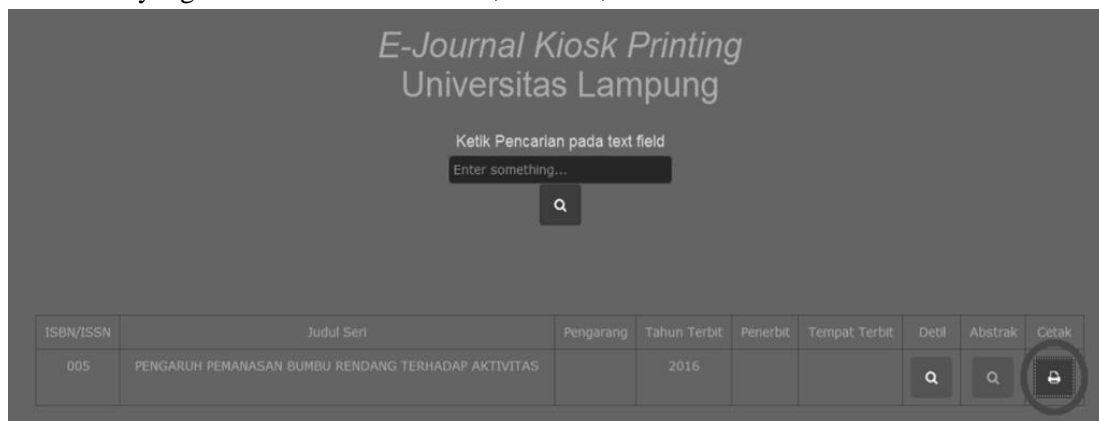 E-Journal Kiosk Printing
Universitas Lampung
Ketik Pencarian pada text field
Enter something...
ISBN/ISSN Judul Seri Pengarang Tahun Terbit Penerbit Tempat Terbit Detil Abstrak Cetak
005 PENGARUH PEMANASAN BUMBU RENDANG TERHADAP AKTIVITAS 2016